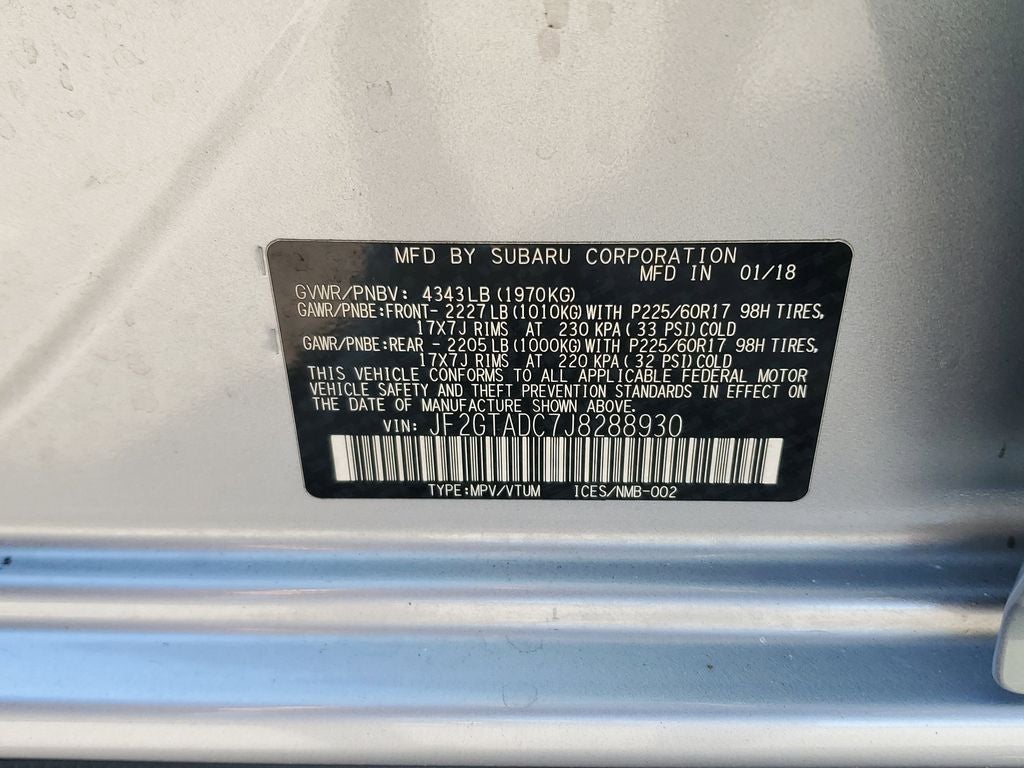 MFD BY SUBARU CORPORATION
MFD IN 01/18
GVWR/PNBV: 4343LB (1970KG)
GAWR/PNBE:FRONT- 2227LB (1010KG) WITH P225/60R17 98H TIRES,
17X7J RIMS AT 230 KPA( 33 PSI)COLD
GAWR/PNBE:REAR - 2205LB (1000KG) WITH P225/60R17 98H TIRES,
17X7J RIMS AT 220 KPA( 32 PSI)COLD
THIS VEHICLE CONFORMS TO ALL APPLICABLE FEDERAL MOTOR
VEHICLE SAFETY AND THEFT PREVENTION STANDARDS IN EFFECT ON
THE DATE OF MANUFACTURE SHOWN ABOVE.
VIN: JF2GTADC7J8288930
TYPE:MPV/VTUM ICES/NMB-002